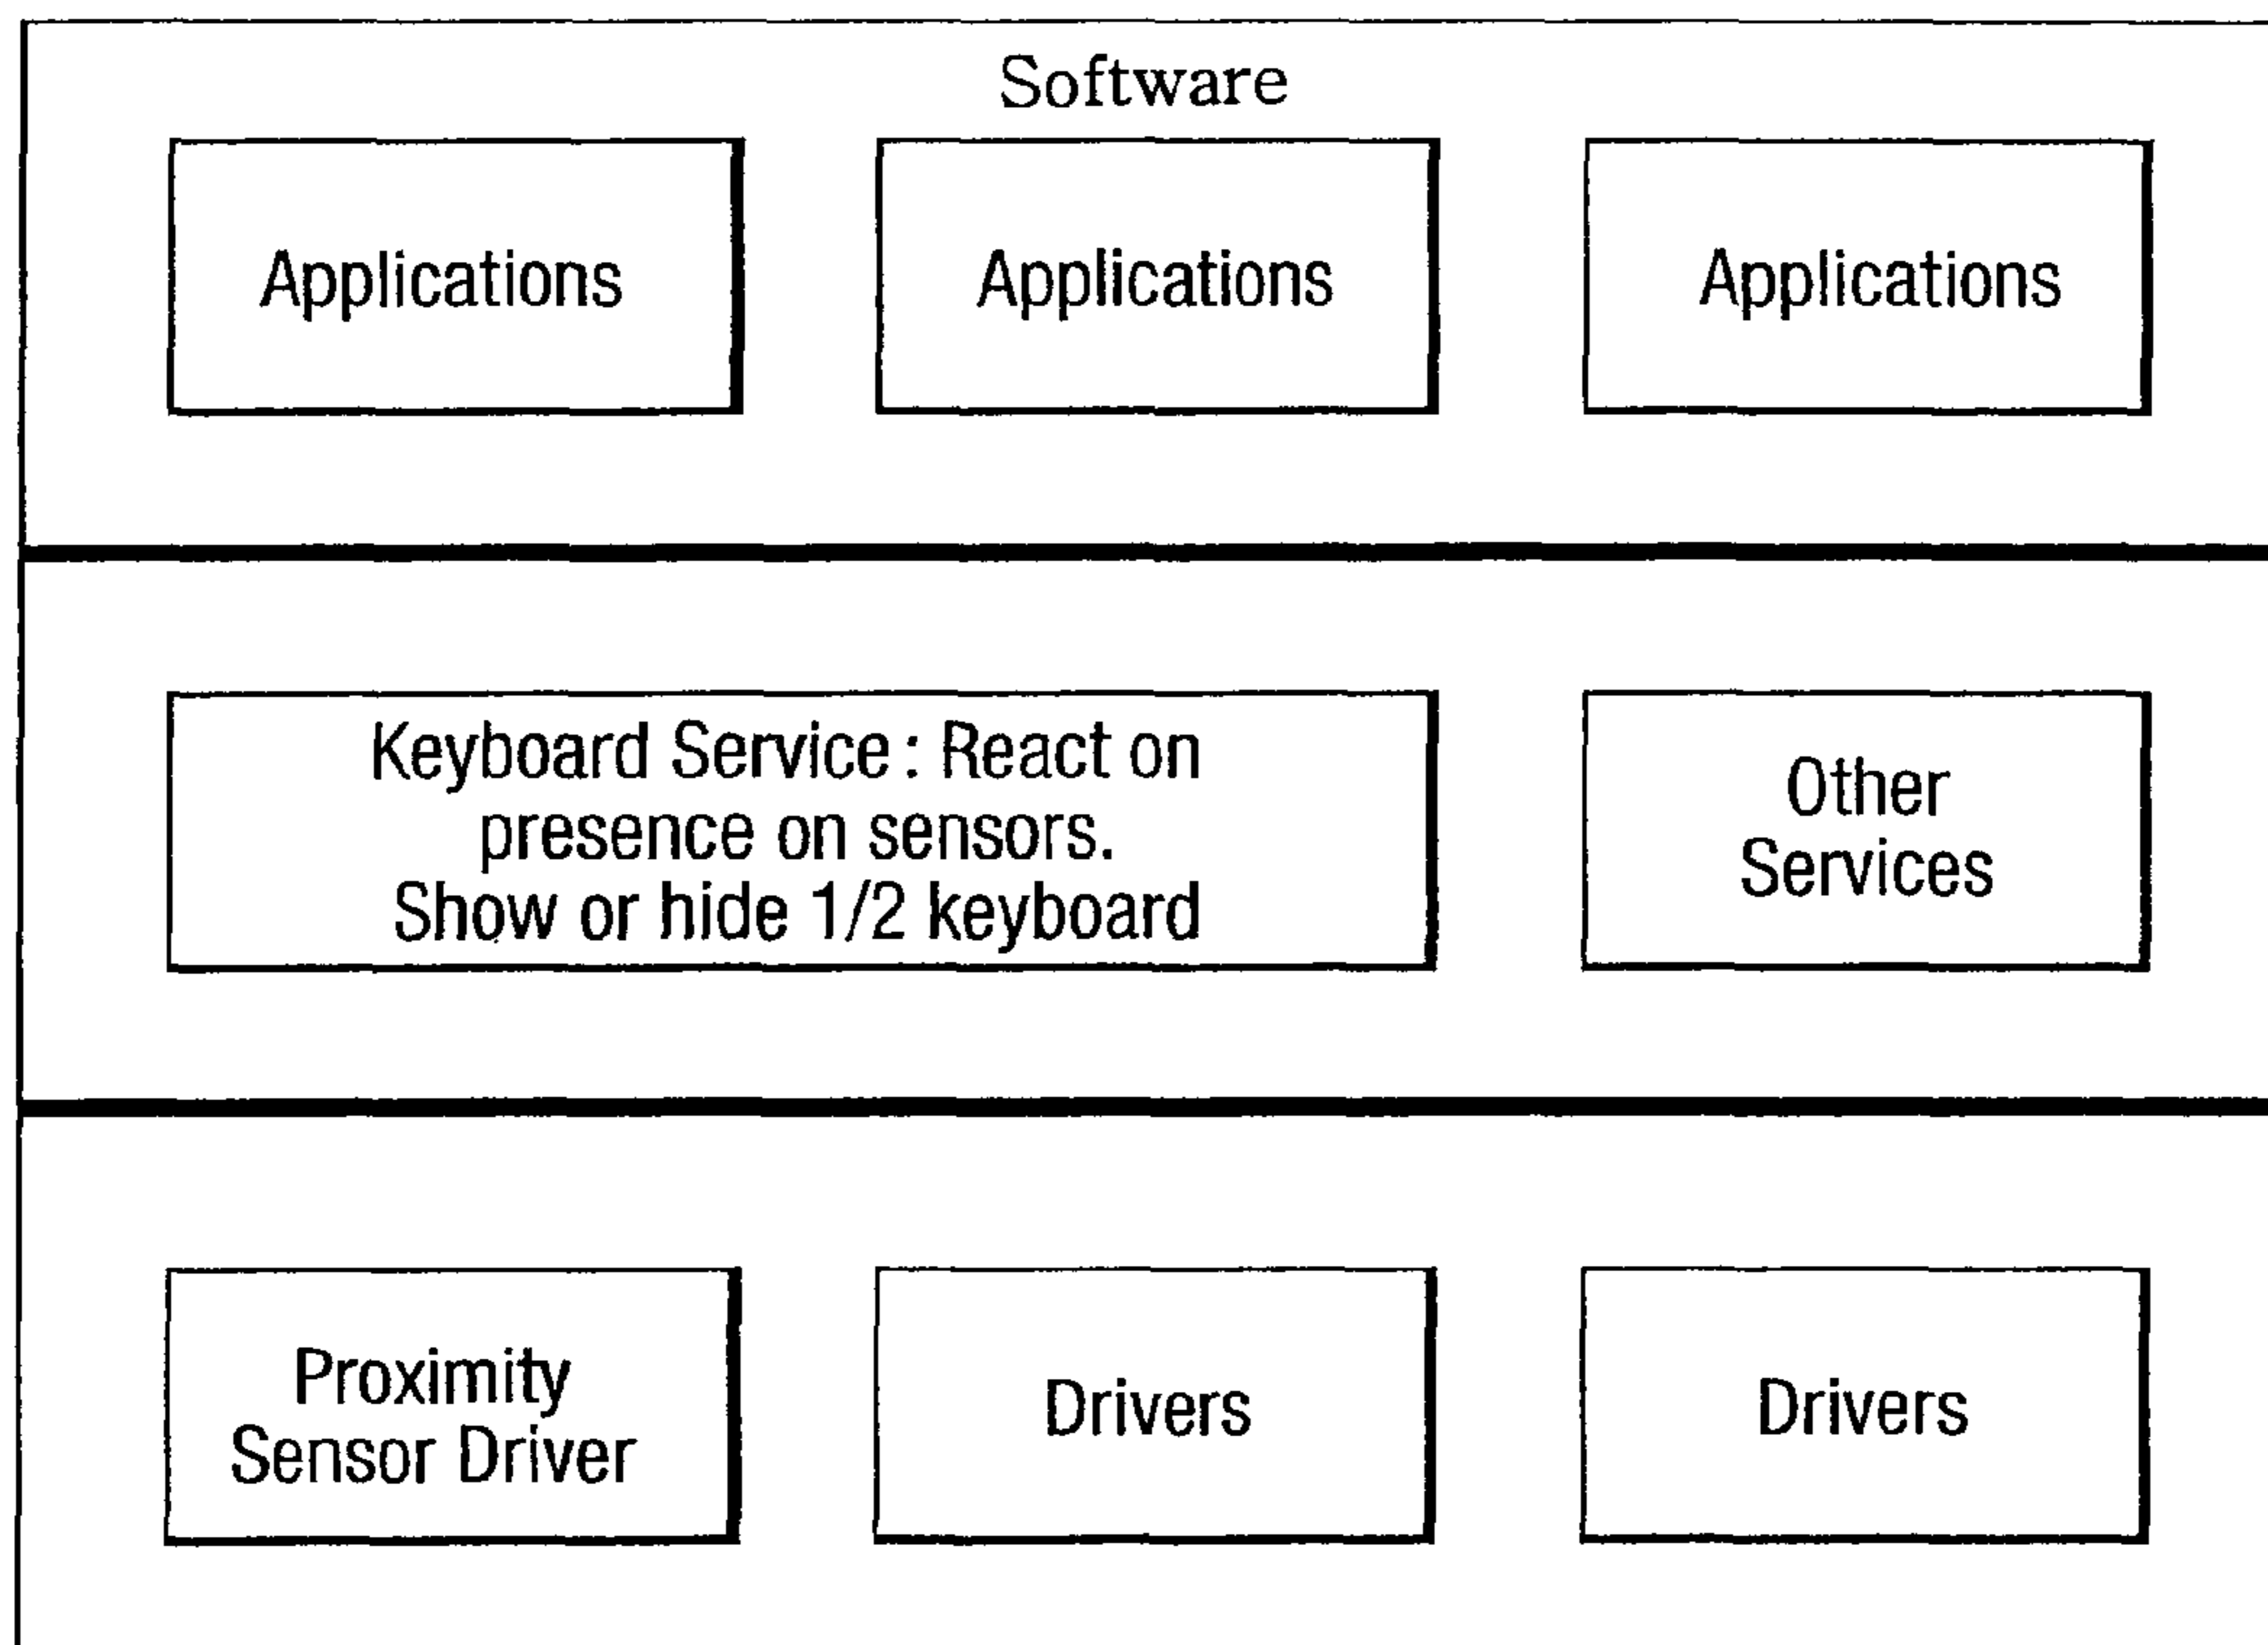 Software
Applications
Applications
Applications
Keyboard Service : React on
presence on sensors.
Show or hide 1/2 keyboard
Other
Services
Proximity
Sensor Driver
Drivers
Drivers